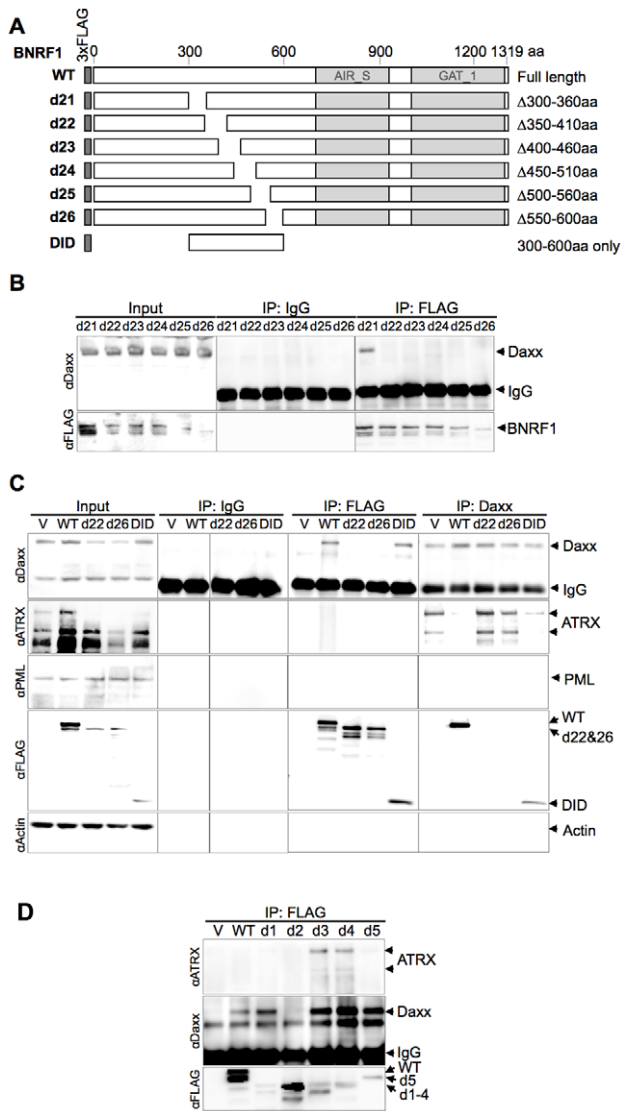 A
3xFLAG
BNRF1 0 300 600 900 1200 1319 aa
WT AIR_S GAT_1 Full length
d21 Δ300-360aa
d22 Δ350-410aa
d23 Δ400-460aa
d24 Δ450-510aa
d25 Δ500-560aa
d26 Δ550-600aa
DID 300-600aa only
B
Input IP: IgG IP: FLAG
d21 d22 d23 d24 d25 d26 d21 d22 d23 d24 d25 d26 d21 d22 d23 d24 d25 d26
αDaxx Daxx
IgG
αFLAG BNRF1
C
Input IP: IgG IP: FLAG IP: Daxx
V WT d22 d26 DID V WT d22 d26 DID V WT d22 d26 DID V WT d22 d26 DID
αDaxx Daxx
IgG
αATRX ATRX
αPML PML
αFLAG WT
d22&26
DID
αActin Actin
D
IP: FLAG
V WT d1 d2 d3 d4 d5
αATRX ATRX
αDaxx Daxx
IgG
αFLAG WT
d5
d1-4